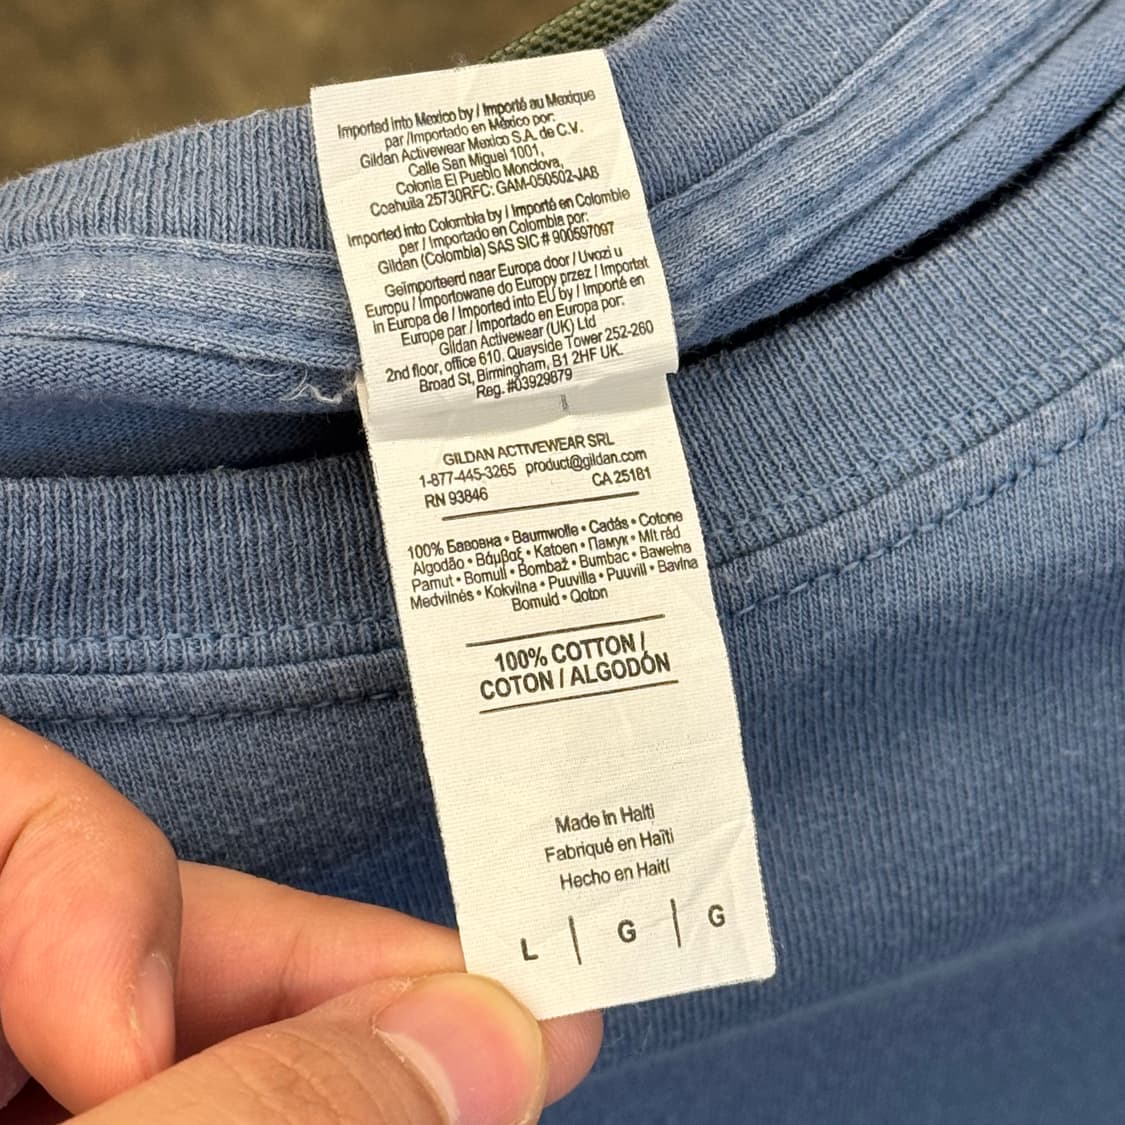 Imported into Mexico by / Importé au Mexique
par /Importado en México por:
Gildan Activewear Mexico S.A. de C.V.
Calle San Miguel 1001,
Colonia El Pueblo Monclova,
Coahuila 25730RFC: GAM-050502-JA8
Imported into Colombia by / Importé en Colombie
per / Importado en Colombia por:
Gildan (Colombia) SAS SIC # 900597097
Geïmporteerd naar Europa door / Uvozi u
Europu / Importowane do Europy przez / Importat
in Europa de / Imported into EU by / Importé en
Europe par / Importado en Europa por:
Gildan Activewear (UK) Ltd
2nd floor, office 610. Quayside Tower 252-260
Broad St, Birmingham, B1 2HF UK.
Reg. #03929879
GILDAN ACTIVEWEAR SRL
1-877-445-3265 product@gildan.com
RN 93846 CA 25181
100% Бавовна • Baumwolle • Cadás • Cotone
Algodão • Βάμβαξ • Katoen • Памук • Mit rád
Pamut • Bomull • Bombaž • Bumbac • Bawełna
Medvilnės • Kokvilna • Puuvilla • Puuvill • Bavlna
Bomuld • Qoton
100% COTTON /
COTON / ALGODÓN
Made in Haiti
Fabriqué en Haïti
Hecho en Haití
L | G | G